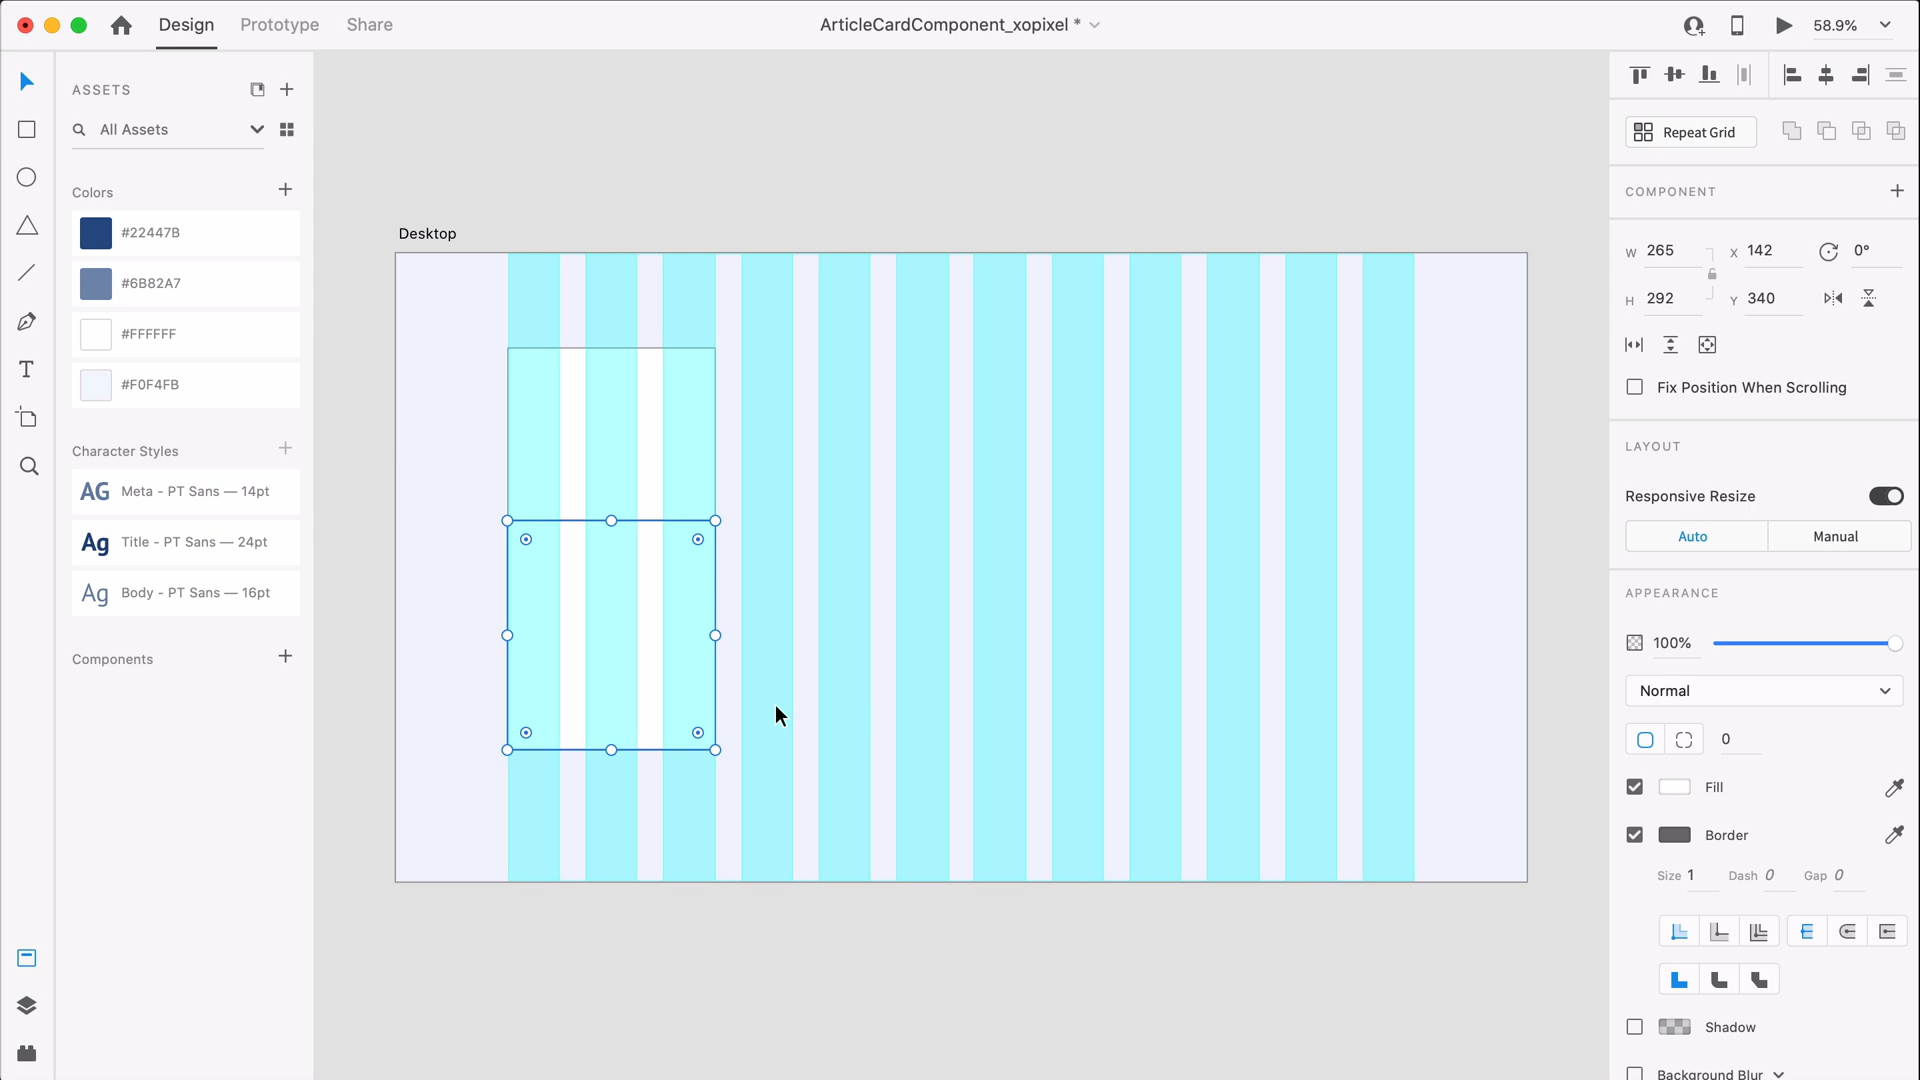 Design Prototype Share
ArticleCardComponent_xopixel *
58.9%
ASSETS
All Assets
Colors
#22447B
#6B82A7
#FFFFFF
#F0F4FB
Character Styles
AG Meta - PT Sans — 14pt
Ag Title - PT Sans — 24pt
Ag Body - PT Sans — 16pt
Components
Desktop
Repeat Grid
COMPONENT
W 265 X 142 0°
H 292 Y 340
Fix Position When Scrolling
LAYOUT
Responsive Resize
Auto Manual
APPEARANCE
100%
Normal
0
Fill
Border
Size 1 Dash 0 Gap 0
Shadow
Background Blur